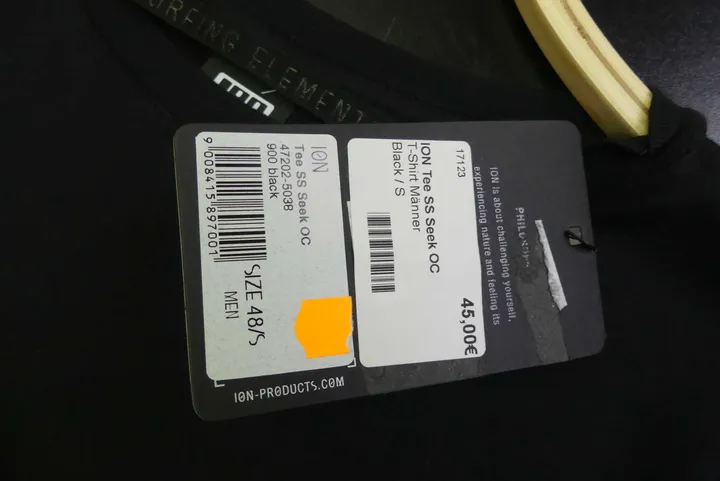 SURFING ELEMENT
ION
Tee SS Seek OC
47202-5038
900 black
9 008415 897001
SIZE 48/S
MEN
ION-PRODUCTS.COM
17123
ION Tee SS Seek OC
T-Shirt Männer
Black / S
45,00€
ION is about challenging yourself,
experiencing nature and feeling its